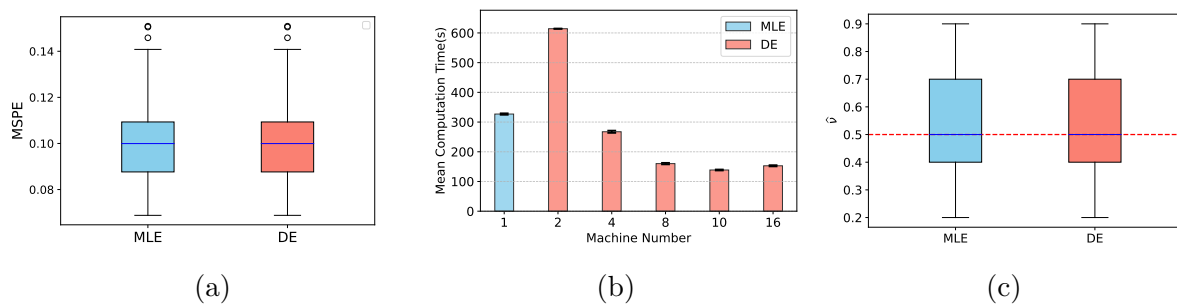 MSPE
0.14
0.12
0.10
0.08
MLE
DE
(a)
Mean Computation Time(s)
600
500
400
300
200
100
0
MLE
DE
1
2
4
8
10
16
Machine Number
(b)
ν̂
0.9
0.8
0.7
0.6
0.5
0.4
0.3
0.2
MLE
DE
(c)